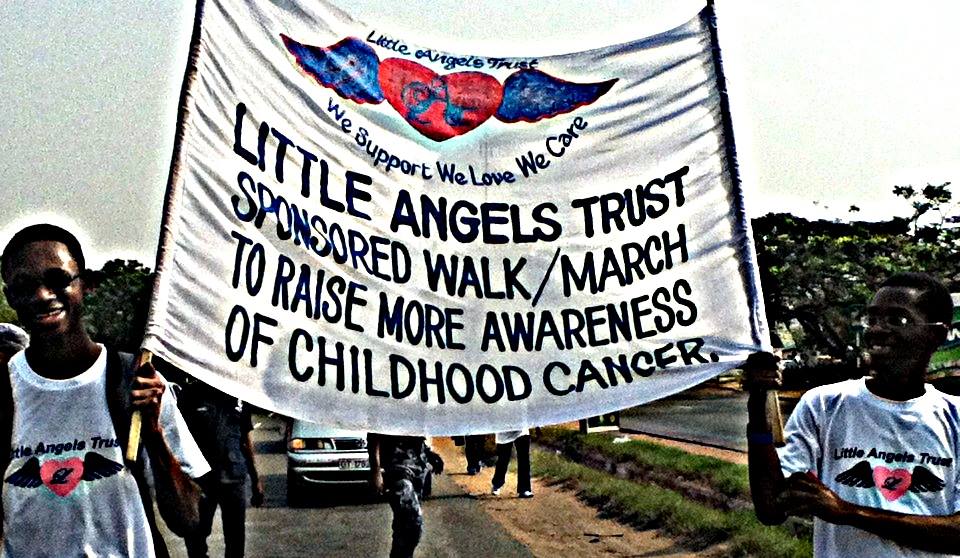 Little Angels Trust
We Support We Love We Care
LITTLE ANGELS TRUST
SPONSORED WALK/MARCH
TO RAISE MORE AWARENESS
OF CHILDHOOD CANCER.
Little Angels Trust
Little Angels Trust